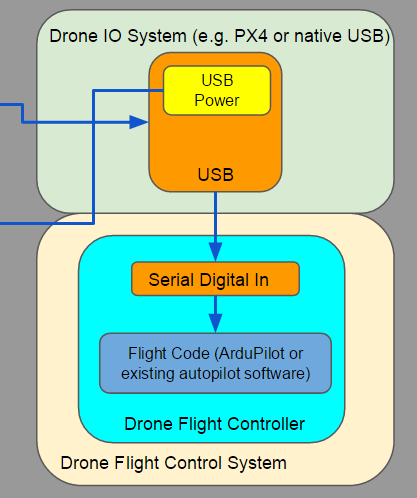 Drone IO System (e.g. PX4 or native USB)
USB
Power
USB
Serial Digital In
Flight Code (ArduPilot or
existing autopilot software)
Drone Flight Controller
Drone Flight Control System